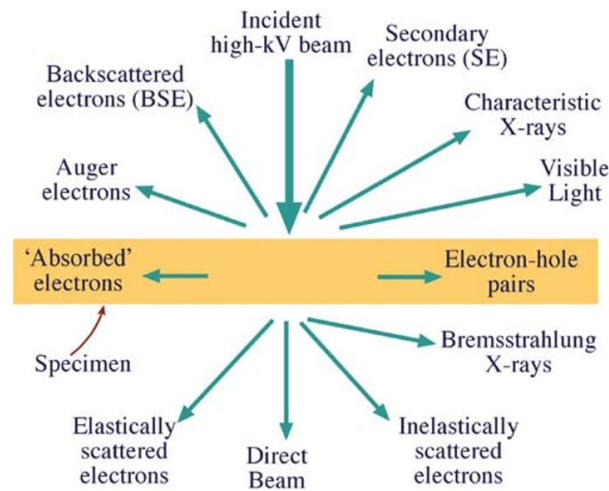 Incident
high-kV beam
Secondary
electrons (SE)
Backscattered
electrons (BSE)
Characteristic
X-rays
Auger
electrons
Visible
Light
‘Absorbed’
electrons
Electron-hole
pairs
Specimen
Bremsstrahlung
X-rays
Elastically
scattered
electrons
Direct
Beam
Inelastically
scattered
electrons